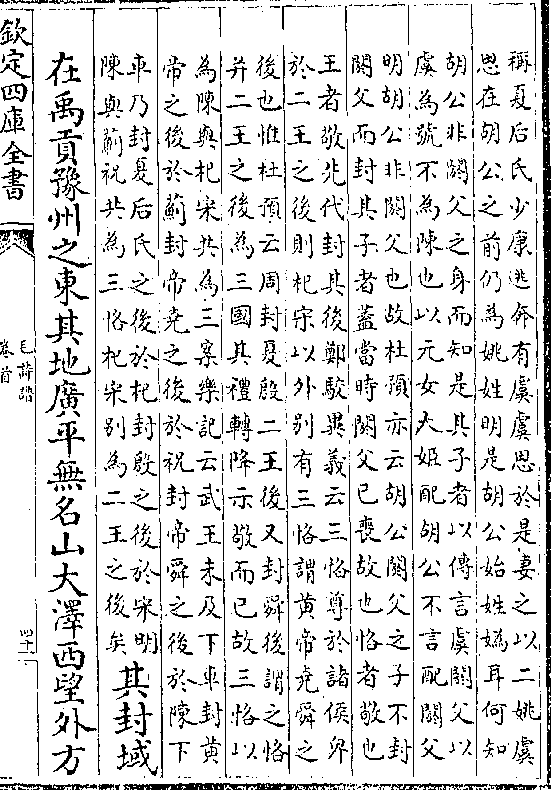 稱夏后氏少康逃奔有虞虞思於是妻之以二姚虞
思在胡公之前仍為姚姓明是胡公始姓媯耳何知
胡公非閼父之身而知是其子者以傳言虞閼父以
虞為號不為陳也以元女大姬配胡公不言配閼父
明胡公非閼父也故杜預亦云胡公閼父之子不封
閼父而封其子者蓋當時閼父已喪故也恪者敬也
王者敬先代封其後鄭駮異義云三恪尊於諸侯卑
於二王之後則杞宋以外別有三恪謂黃帝堯舜之
後也惟杜預云周封夏殷二王後又封舜後謂之恪
并二王之後為三國其禮轉降示敬而已故三恪以
為陳與杞宋共為三案樂記云武王未及下車封黃
帝之後於薊封帝堯之後於祝封帝舜之後於陳下
車乃封夏后氏之後於杞封殷之後於宋明
陳與薊祝共為三恪杞宋別為二王之後矣
其封域
在禹貢豫州之東其地廣平無名山大澤西望外方
欽定四庫全書
毛詩譜
卷首
四十一